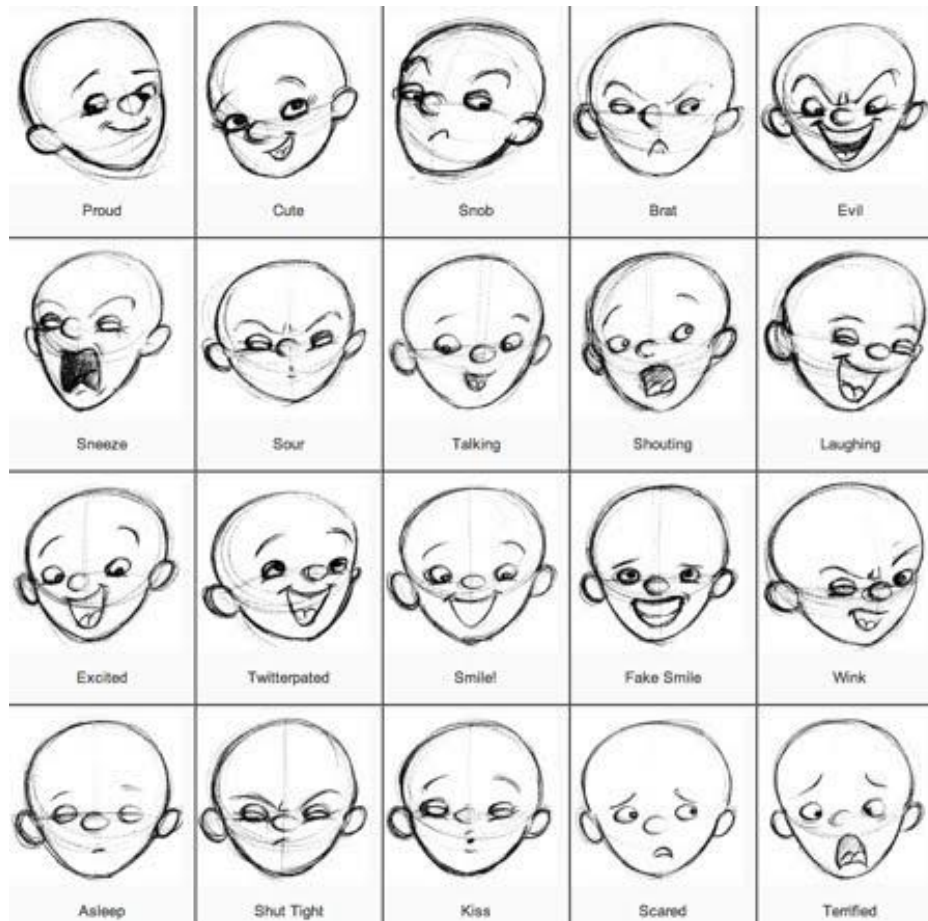 Proud
Cute
Snob
Brat
Evil
Sneeze
Sour
Talking
Shouting
Laughing
Excited
Twitterpated
Smile!
Fake Smile
Wink
Asleep
Shut Tight
Kiss
Scared
Terrified